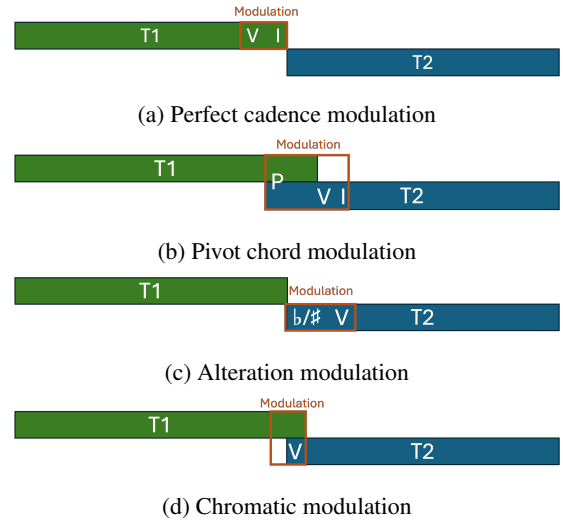 Modulation
T1 V I
T2
(a) Perfect cadence modulation
Modulation
T1 P
V I T2
(b) Pivot chord modulation
T1
Modulation
♭/♯ V T2
(c) Alteration modulation
Modulation
T1
V T2
(d) Chromatic modulation